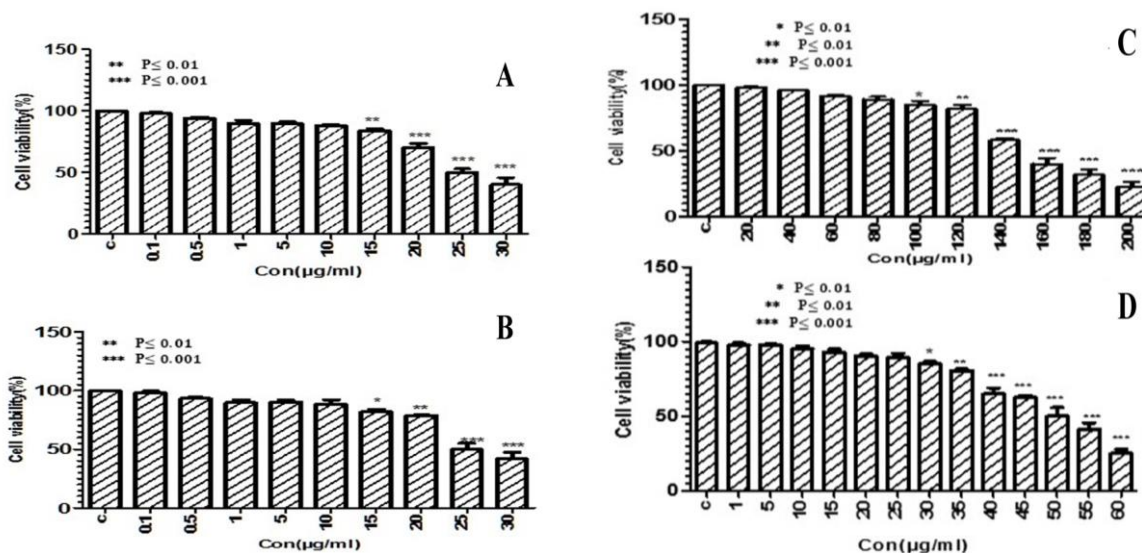 150
100
50
0
Cell viability(%)
** P≤ 0.01
*** P≤ 0.001
A
** *** *** ***
c 0.1 0.5 1 5 10 15 20 25 30
Con(µg/ml)
150
100
50
0
Cell viability(%)
** P≤ 0.01
*** P≤ 0.001
B
* ** *** ***
c 0.1 0.5 1 5 10 15 20 25 30
Con(µg/ml)
150
100
50
0
Cell viability(%)
* P≤ 0.01
** P≤ 0.01
*** P≤ 0.001
C
* ** *** *** *** ***
c 20 40 60 80 100 120 140 160 180 200
Con(µg/ml)
150
100
50
0
Cell viability(%)
* P≤ 0.01
** P≤ 0.01
*** P≤ 0.001
D
* ** *** *** *** *** ***
c 1 5 10 15 20 25 30 35 40 45 50 55 60
Con(µg/ml)